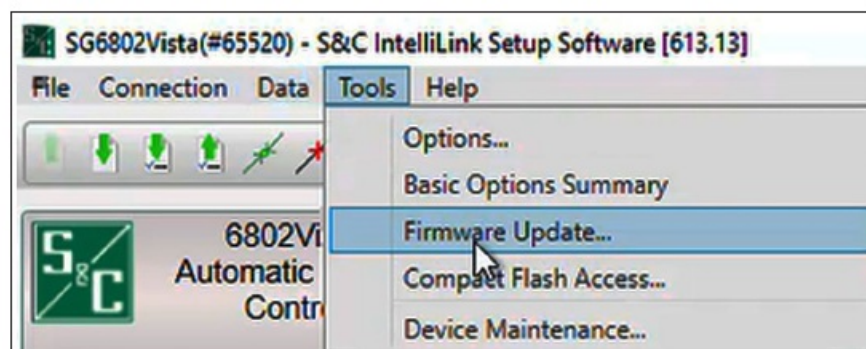 SG6802Vista(#65520) - S&C IntelliLink Setup Software [613.13]
File Connection Data Tools Help
Options...
Basic Options Summary
Firmware Update...
Compact Flash Access...
Device Maintenance...
S&C
6802Vi
Automatic
Contr